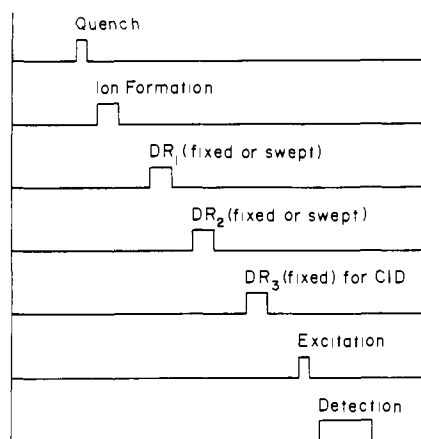 Quench
Ion Formation
DR1 (fixed or swept)
DR2 (fixed or swept)
DR3 (fixed) for CID
Excitation
Detection